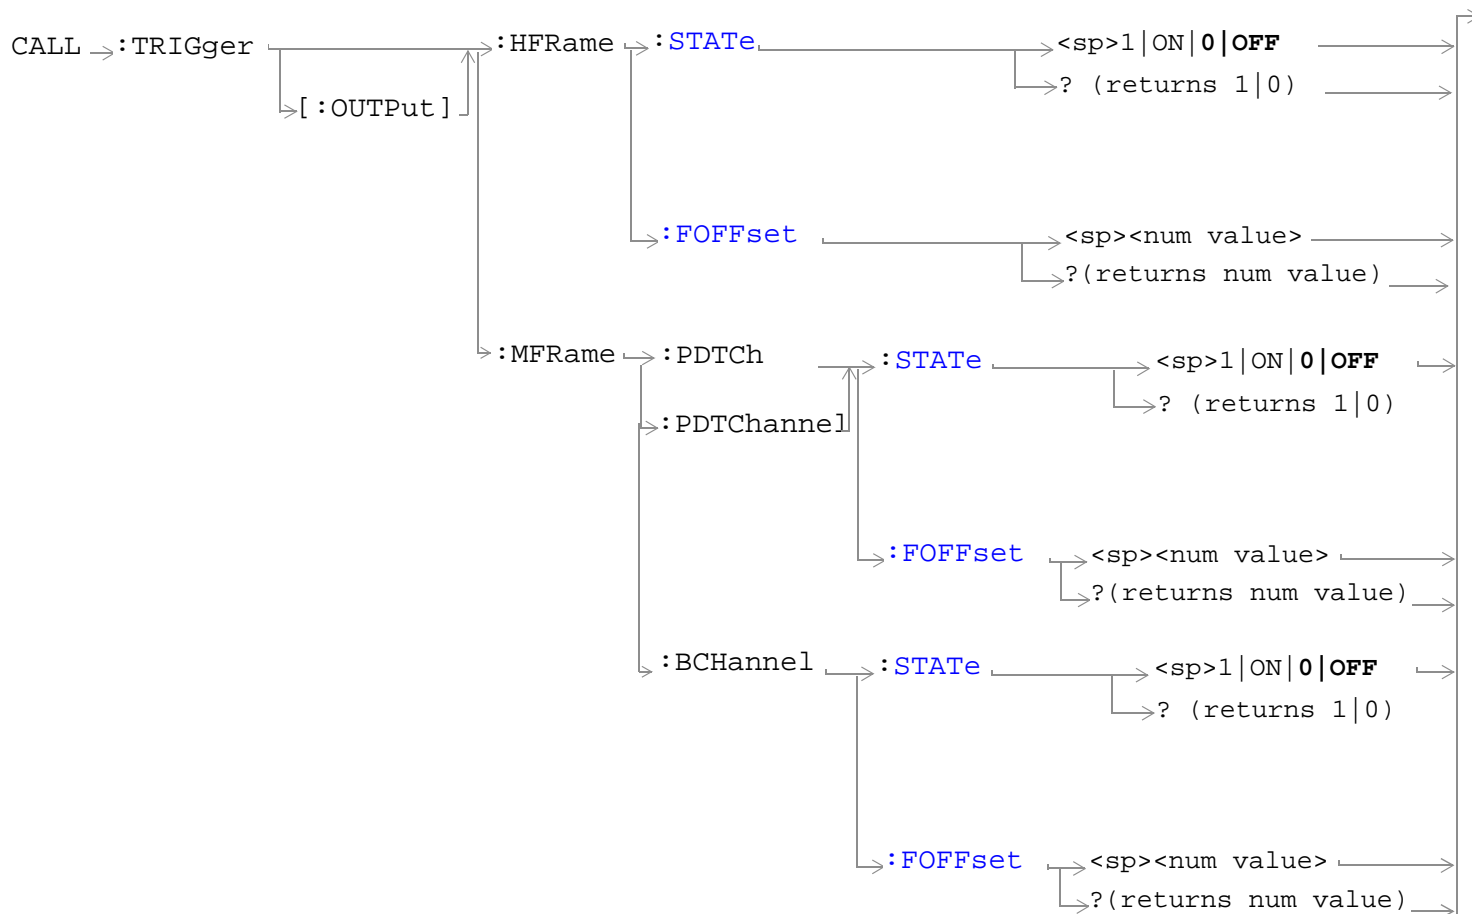 CALL :TRIGger :HFRame :STATe <sp>1|ON|0|OFF
? (returns 1|0)
[:OUTPut]
:FOFFset <sp><num value>
?(returns num value)
:MFRame :PDTCh :STATe <sp>1|ON|0|OFF
? (returns 1|0)
:PDTChannel
:FOFFset <sp><num value>
?(returns num value)
:BCHannel :STATe <sp>1|ON|0|OFF
? (returns 1|0)
:FOFFset <sp><num value>
?(returns num value)